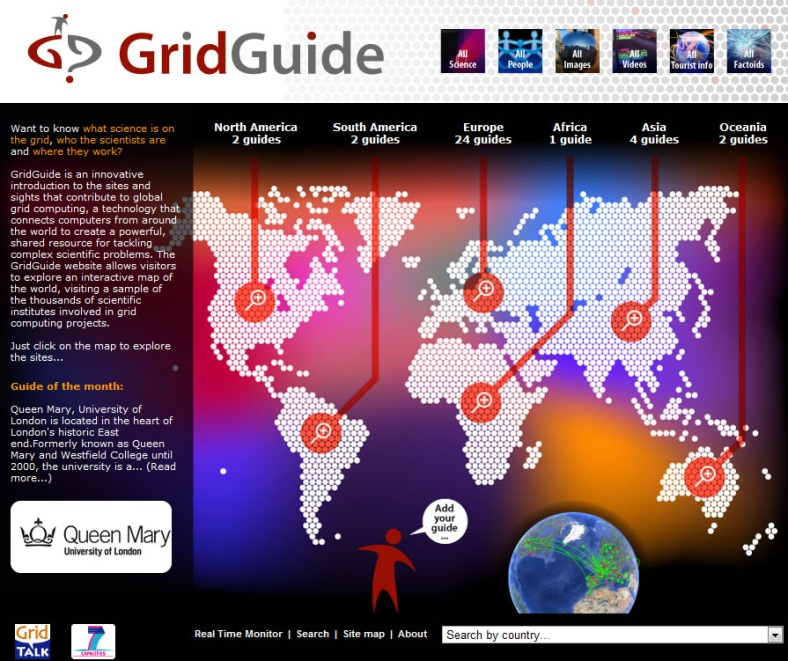 GridGuide
All Science
All People
All Images
All Videos
All Tourist info
All Factoids
Want to know what science is on
the grid, who the scientists are
and where they work?
GridGuide is an innovative
introduction to the sites and
sights that contribute to global
grid computing, a technology that
connects computers from around
the world to create a powerful,
shared resource for tackling
complex scientific problems. The
GridGuide website allows visitors
to explore an interactive map of
the world, visiting a sample of
the thousands of scientific
institutes involved in grid
computing projects.
Just click on the map to explore
the sites...
Guide of the month:
Queen Mary, University of
London is located in the heart of
London's historic East
end.Formerly known as Queen
Mary and Westfield College until
2000, the university is a... (Read
more...)
Queen Mary
University of London
North America
2 guides
South America
2 guides
Europe
24 guides
Africa
1 guide
Asia
4 guides
Oceania
2 guides
Add
your
guide
...
Grid
TALK
7
CAPACITIES
Real Time Monitor | Search | Site map | About
Search by country...